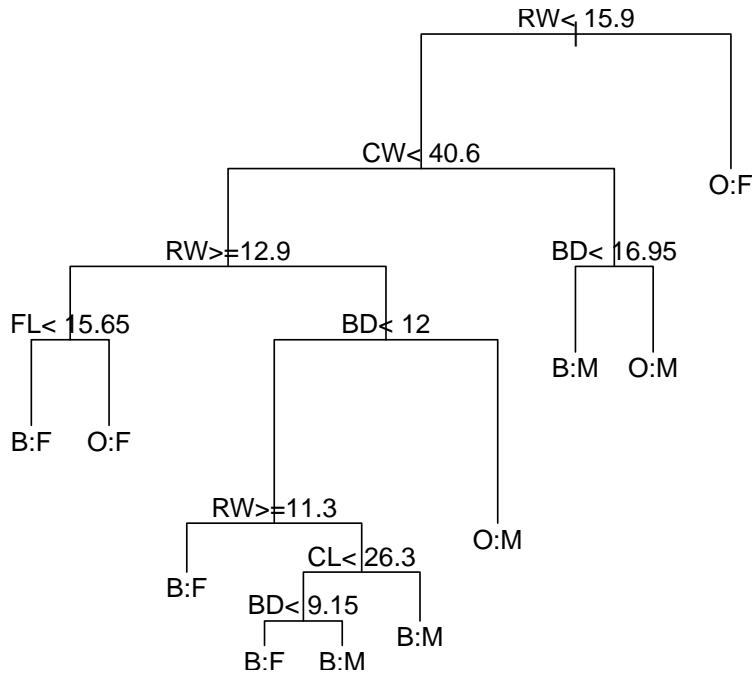 RW< 15.9
CW< 40.6
O:F
RW>=12.9
BD< 16.95
FL< 15.65
BD< 12
B:M
O:M
B:F
O:F
RW>=11.3
O:M
CL< 26.3
B:F
BD< 9.15
B:M
B:F
B:M